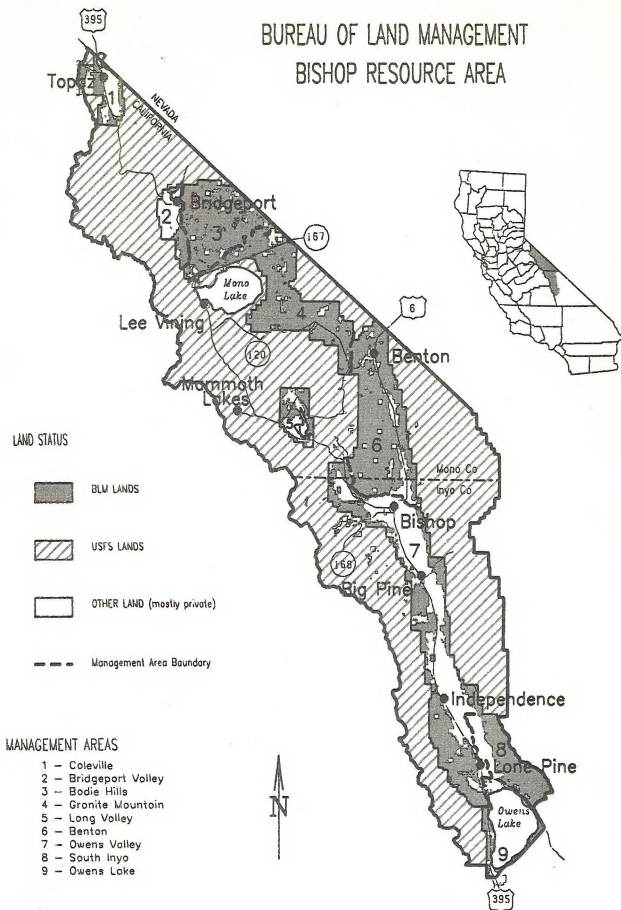 BUREAU OF LAND MANAGEMENT
BISHOP RESOURCE AREA
395
Topaz
1
NEVADA
CALIFORNIA
2
Bridgeport
3
167
Mono
Lake
Lee Vining
4
6
Benton
120
Mammoth
Lakes
5
6
LAND STATUS
BLM LANDS
USFS LANDS
OTHER LAND (mostly private)
Management Area Boundary
Mono Co
Inyo Co
Bishop
7
168
Big Pine
Independence
8
Lone Pine
Owens
Lake
9
395
N
MANAGEMENT AREAS
1 – Coleville
2 – Bridgeport Valley
3 – Bodie Hills
4 – Gronite Mountain
5 – Long Valley
6 – Benton
7 – Owens Valley
8 – South Inyo
9 – Owens Lake